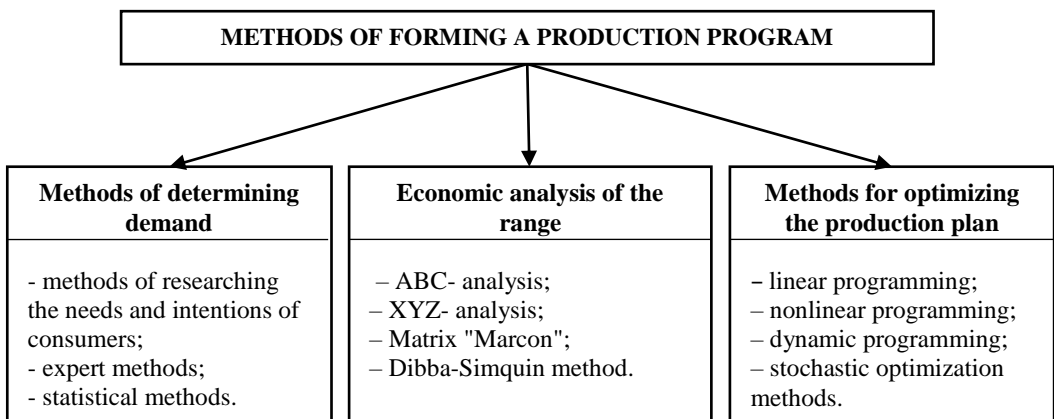 METHODS OF FORMING A PRODUCTION PROGRAM
Methods of determining
demand
- methods of researching
the needs and intentions of
consumers;
- expert methods;
- statistical methods.
Economic analysis of the
range
– ABC- analysis;
– XYZ- analysis;
– Matrix "Marcon";
– Dibba-Simquin method.
Methods for optimizing
the production plan
– linear programming;
– nonlinear programming;
– dynamic programming;
– stochastic optimization
methods.